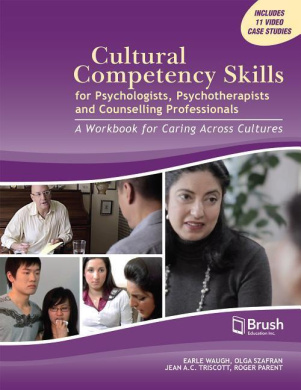 INCLUDES
11 VIDEO
CASE STUDIES
Cultural
Competency Skills
for Psychologists, Psychotherapists
and Counselling Professionals
A Workbook for Caring Across Cultures
Brush
Education Inc.
EARLE WAUGH, OLGA SZAFRAN
JEAN A.C. TRISCOTT, ROGER PARENT